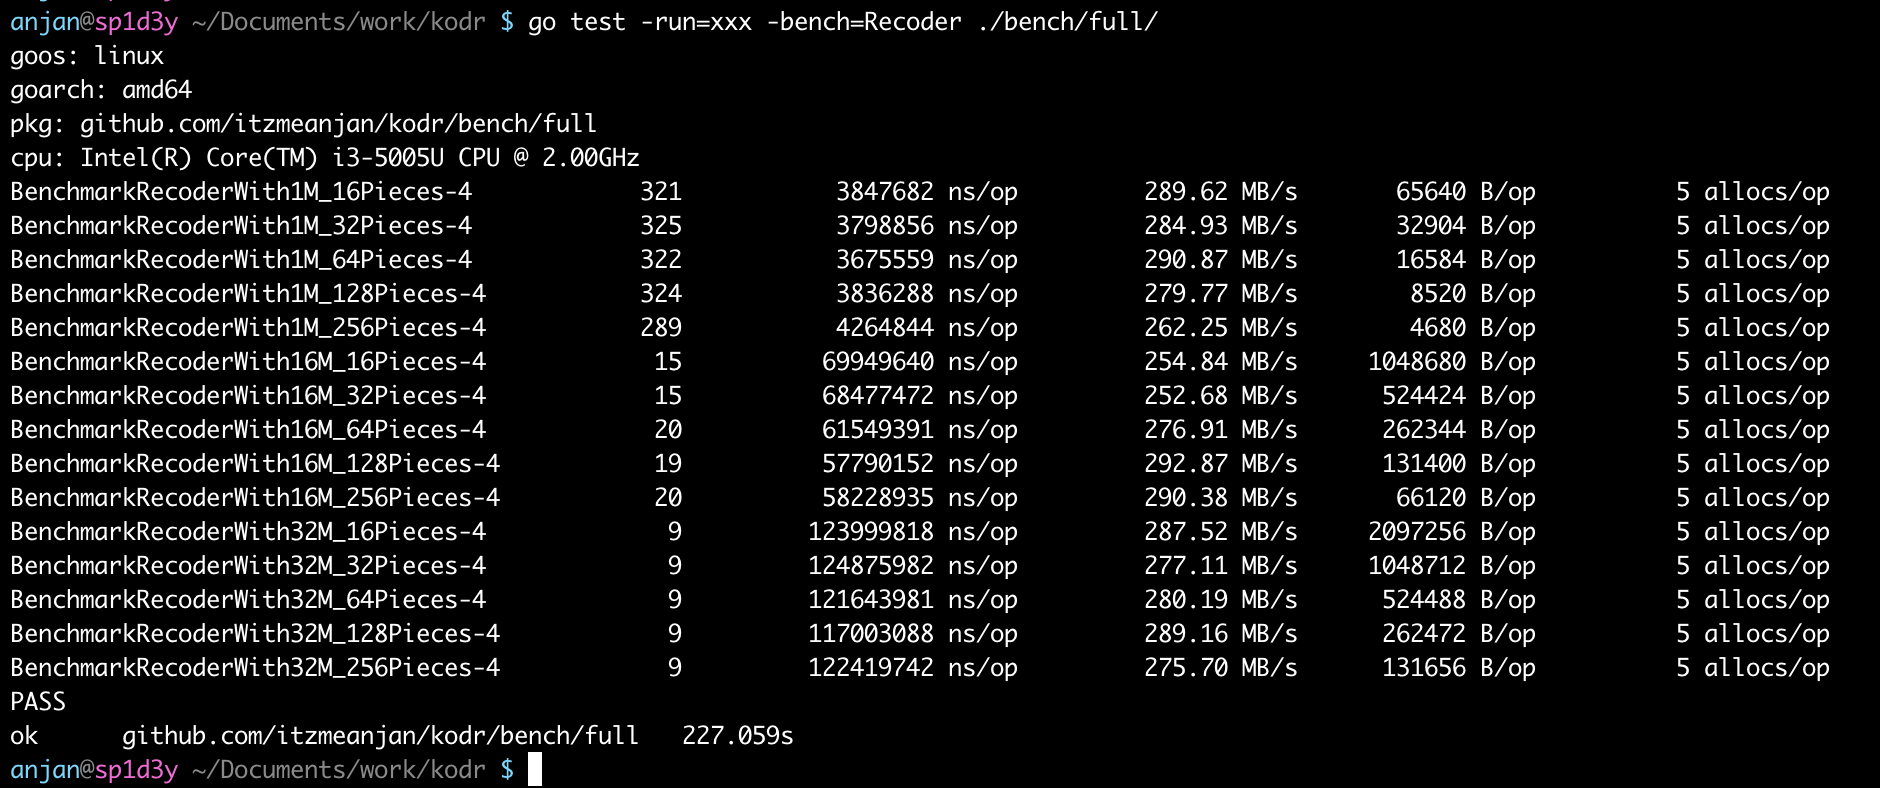 anjan@sp1d3y ~/Documents/work/kodr $ go test -run=xxx -bench=Recoder ./bench/full/
goos: linux
goarch: amd64
pkg: github.com/itzmeanjan/kodr/bench/full
cpu: Intel(R) Core(TM) i3-5005U CPU @ 2.00GHz
BenchmarkRecoderWith1M_16Pieces-4 321 3847682 ns/op 289.62 MB/s 65640 B/op 5 allocs/op
BenchmarkRecoderWith1M_32Pieces-4 325 3798856 ns/op 284.93 MB/s 32904 B/op 5 allocs/op
BenchmarkRecoderWith1M_64Pieces-4 322 3675559 ns/op 290.87 MB/s 16584 B/op 5 allocs/op
BenchmarkRecoderWith1M_128Pieces-4 324 3836288 ns/op 279.77 MB/s 8520 B/op 5 allocs/op
BenchmarkRecoderWith1M_256Pieces-4 289 4264844 ns/op 262.25 MB/s 4680 B/op 5 allocs/op
BenchmarkRecoderWith16M_16Pieces-4 15 69949640 ns/op 254.84 MB/s 1048680 B/op 5 allocs/op
BenchmarkRecoderWith16M_32Pieces-4 15 68477472 ns/op 252.68 MB/s 524424 B/op 5 allocs/op
BenchmarkRecoderWith16M_64Pieces-4 20 61549391 ns/op 276.91 MB/s 262344 B/op 5 allocs/op
BenchmarkRecoderWith16M_128Pieces-4 19 57790152 ns/op 292.87 MB/s 131400 B/op 5 allocs/op
BenchmarkRecoderWith16M_256Pieces-4 20 58228935 ns/op 290.38 MB/s 66120 B/op 5 allocs/op
BenchmarkRecoderWith32M_16Pieces-4 9 123999818 ns/op 287.52 MB/s 2097256 B/op 5 allocs/op
BenchmarkRecoderWith32M_32Pieces-4 9 124875982 ns/op 277.11 MB/s 1048712 B/op 5 allocs/op
BenchmarkRecoderWith32M_64Pieces-4 9 121643981 ns/op 280.19 MB/s 524488 B/op 5 allocs/op
BenchmarkRecoderWith32M_128Pieces-4 9 117003088 ns/op 289.16 MB/s 262472 B/op 5 allocs/op
BenchmarkRecoderWith32M_256Pieces-4 9 122419742 ns/op 275.70 MB/s 131656 B/op 5 allocs/op
PASS
ok github.com/itzmeanjan/kodr/bench/full 227.059s
anjan@sp1d3y ~/Documents/work/kodr $